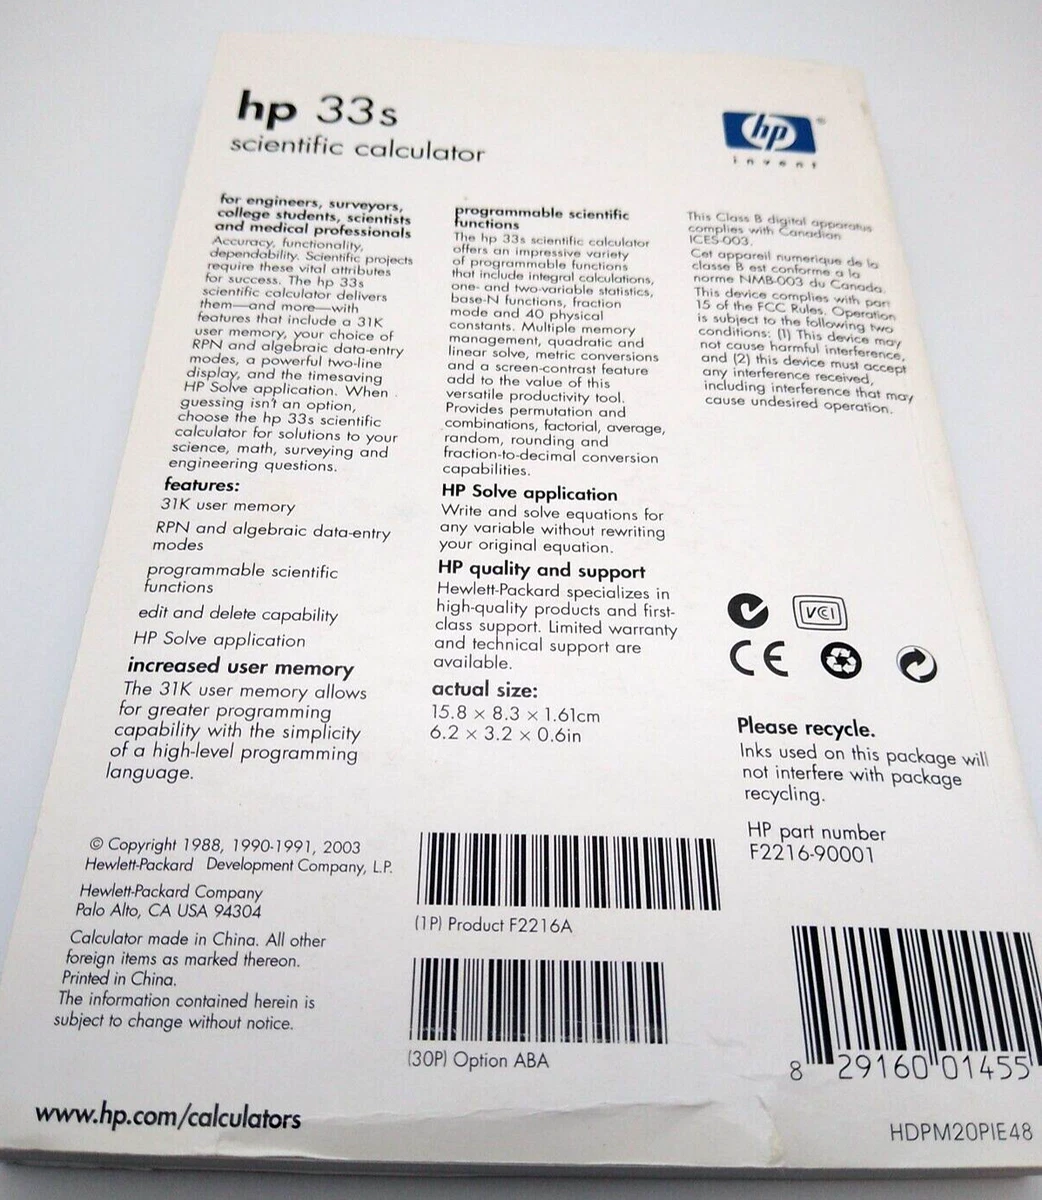 hp 33s
scientific calculator
hp
invent
for engineers, surveyors,
college students, scientists
and medical professionals
Accuracy, functionality,
dependability. Scientific projects
require these vital attributes
for success. The hp 33s
scientific calculator delivers
them—and more—with
features that include a 31K
user memory, your choice of
RPN and algebraic data-entry
modes, a powerful two-line
display, and the timesaving
HP Solve application. When
guessing isn't an option,
choose the hp 33s scientific
calculator for solutions to your
science, math, surveying and
engineering questions.
features:
31K user memory
RPN and algebraic data-entry
modes
programmable scientific
functions
edit and delete capability
HP Solve application
increased user memory
The 31K user memory allows
for greater programming
capability with the simplicity
of a high-level programming
language.
programmable scientific
functions
The hp 33s scientific calculator
offers an impressive variety
of programmable functions
that include integral calculations,
one- and two-variable statistics,
base-N functions, fraction
mode and 40 physical
constants. Multiple memory
management, quadratic and
linear solve, metric conversions
and a screen-contrast feature
add to the value of this
versatile productivity tool.
Provides permutation and
combinations, factorial, average,
random, rounding and
fraction-to-decimal conversion
capabilities.
HP Solve application
Write and solve equations for
any variable without rewriting
your original equation.
HP quality and support
Hewlett-Packard specializes in
high-quality products and first-
class support. Limited warranty
and technical support are
available.
actual size:
15.8 × 8.3 × 1.61cm
6.2 × 3.2 × 0.6in
This Class B digital apparatus
complies with Canadian
ICES-003.
Cet appareil numerique de la
classe B est conforme a la
norme NMB-003 du Canada.
This device complies with part
15 of the FCC Rules. Operation
is subject to the following two
conditions: (1) This device may
not cause harmful interference,
and (2) this device must accept
any interference received,
including interference that may
cause undesired operation.
VCI
CE
Please recycle.
Inks used on this package will
not interfere with package
recycling.
HP part number
F2216-90001
© Copyright 1988, 1990-1991, 2003
Hewlett-Packard Development Company, L.P.
Hewlett-Packard Company
Palo Alto, CA USA 94304
Calculator made in China. All other
foreign items as marked thereon.
Printed in China.
The information contained herein is
subject to change without notice.
(1P) Product F2216A
(30P) Option ABA
8 29160 01455
www.hp.com/calculators
HDPM20PIE48